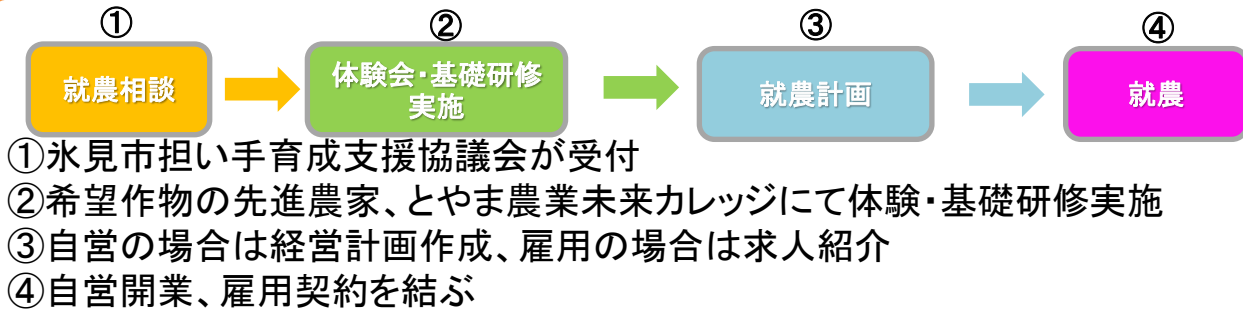 ① ② ③ ④
就農相談
体験会・基礎研修
実施
就農計画
就農
①氷見市担い手育成支援協議会が受付
②希望作物の先進農家、とやま農業未来カレッジにて体験・基礎研修実施
③自営の場合は経営計画作成、雇用の場合は求人紹介
④自営開業、雇用契約を結ぶ